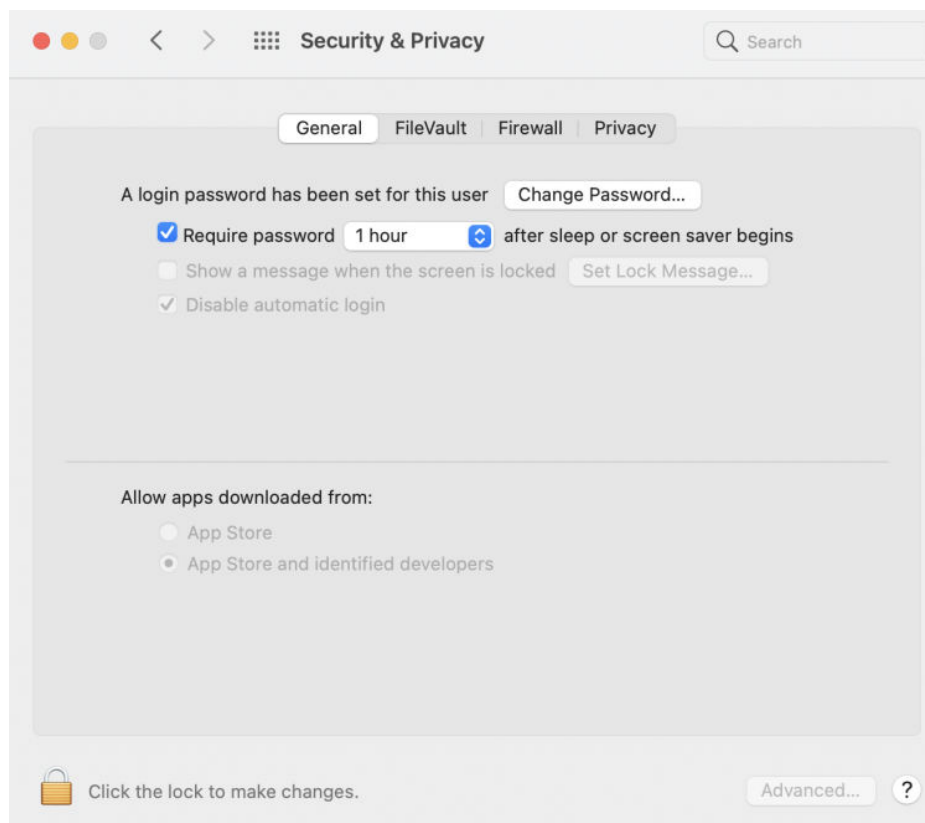 Security & Privacy
Search
General FileVault Firewall Privacy
A login password has been set for this user Change Password...
Require password 1 hour after sleep or screen saver begins
Show a message when the screen is locked Set Lock Message...
Disable automatic login
Allow apps downloaded from:
App Store
App Store and identified developers
Click the lock to make changes.
Advanced... ?